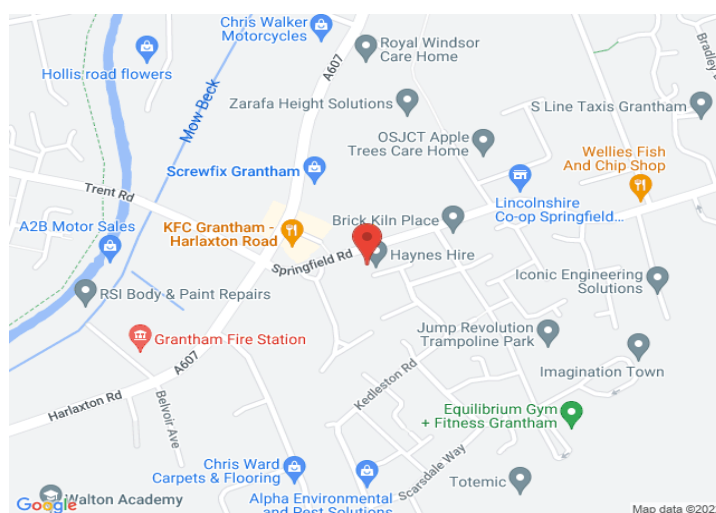 Chris Walker
Motorcycles
A607
Royal Windsor
Care Home
Hollis road flowers
Mow Beck
Zarafa Height Solutions
S Line Taxis Grantham
Bradley
OSJCT Apple
Trees Care Home
Wellies Fish
And Chip Shop
Screwfix Grantham
Trent Rd
Lincolnshire
Co-op Springfield...
A2B Motor Sales
KFC Grantham -
Harlaxton Road
Brick Kiln Place
Springfield Rd
Haynes Hire
Iconic Engineering
Solutions
RSI Body & Paint Repairs
Grantham Fire Station
A607
Jump Revolution
Trampoline Park
Imagination Town
Kedleston Rd
Harlaxton Rd
Belvoir Ave
Equilibrium Gym
+ Fitness Grantham
Scarsdale Way
Chris Ward
Carpets & Flooring
Totemic
Walton Academy
Alpha Environmental
and Pest Solutions
Google
Map data ©202